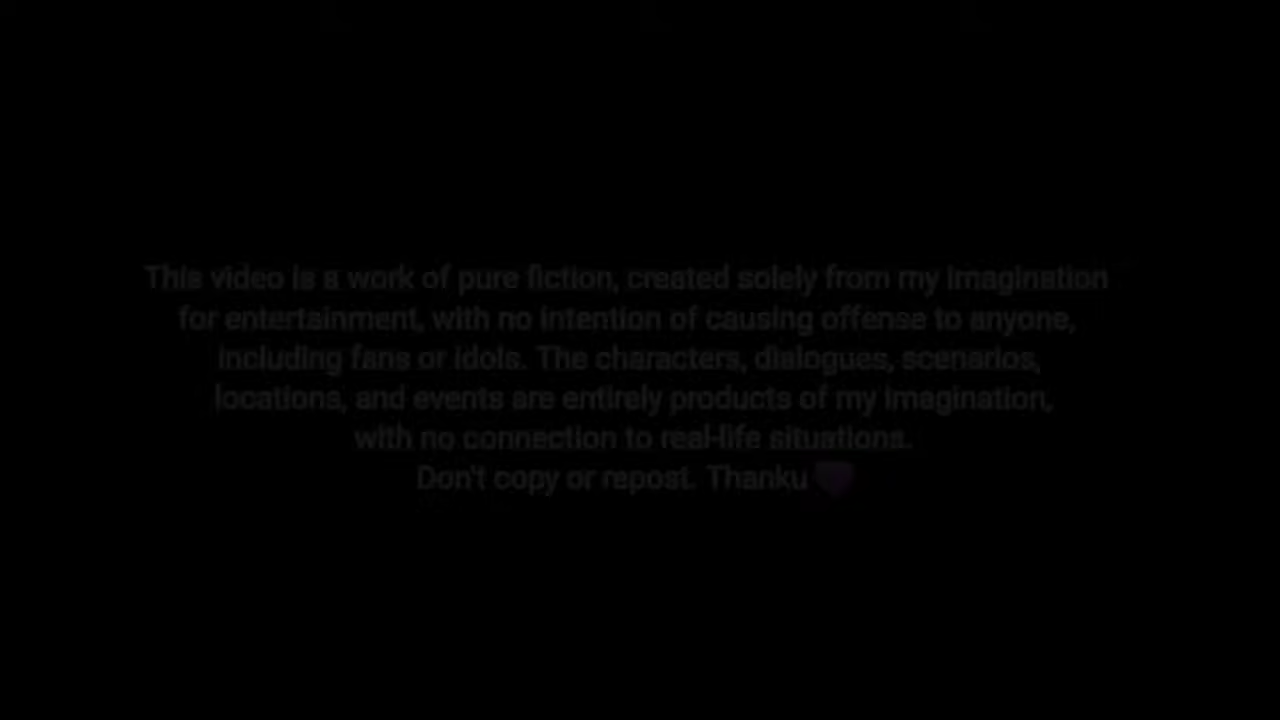 This video is a work of pure fiction, created solely from my imagination
for entertainment, with no intention of causing offense to anyone,
including fans or idols. The characters, dialogues, scenarios,
locations, and events are entirely products of my imagination,
with no connection to real-life situations.
Don't copy or repost. Thanku 💜